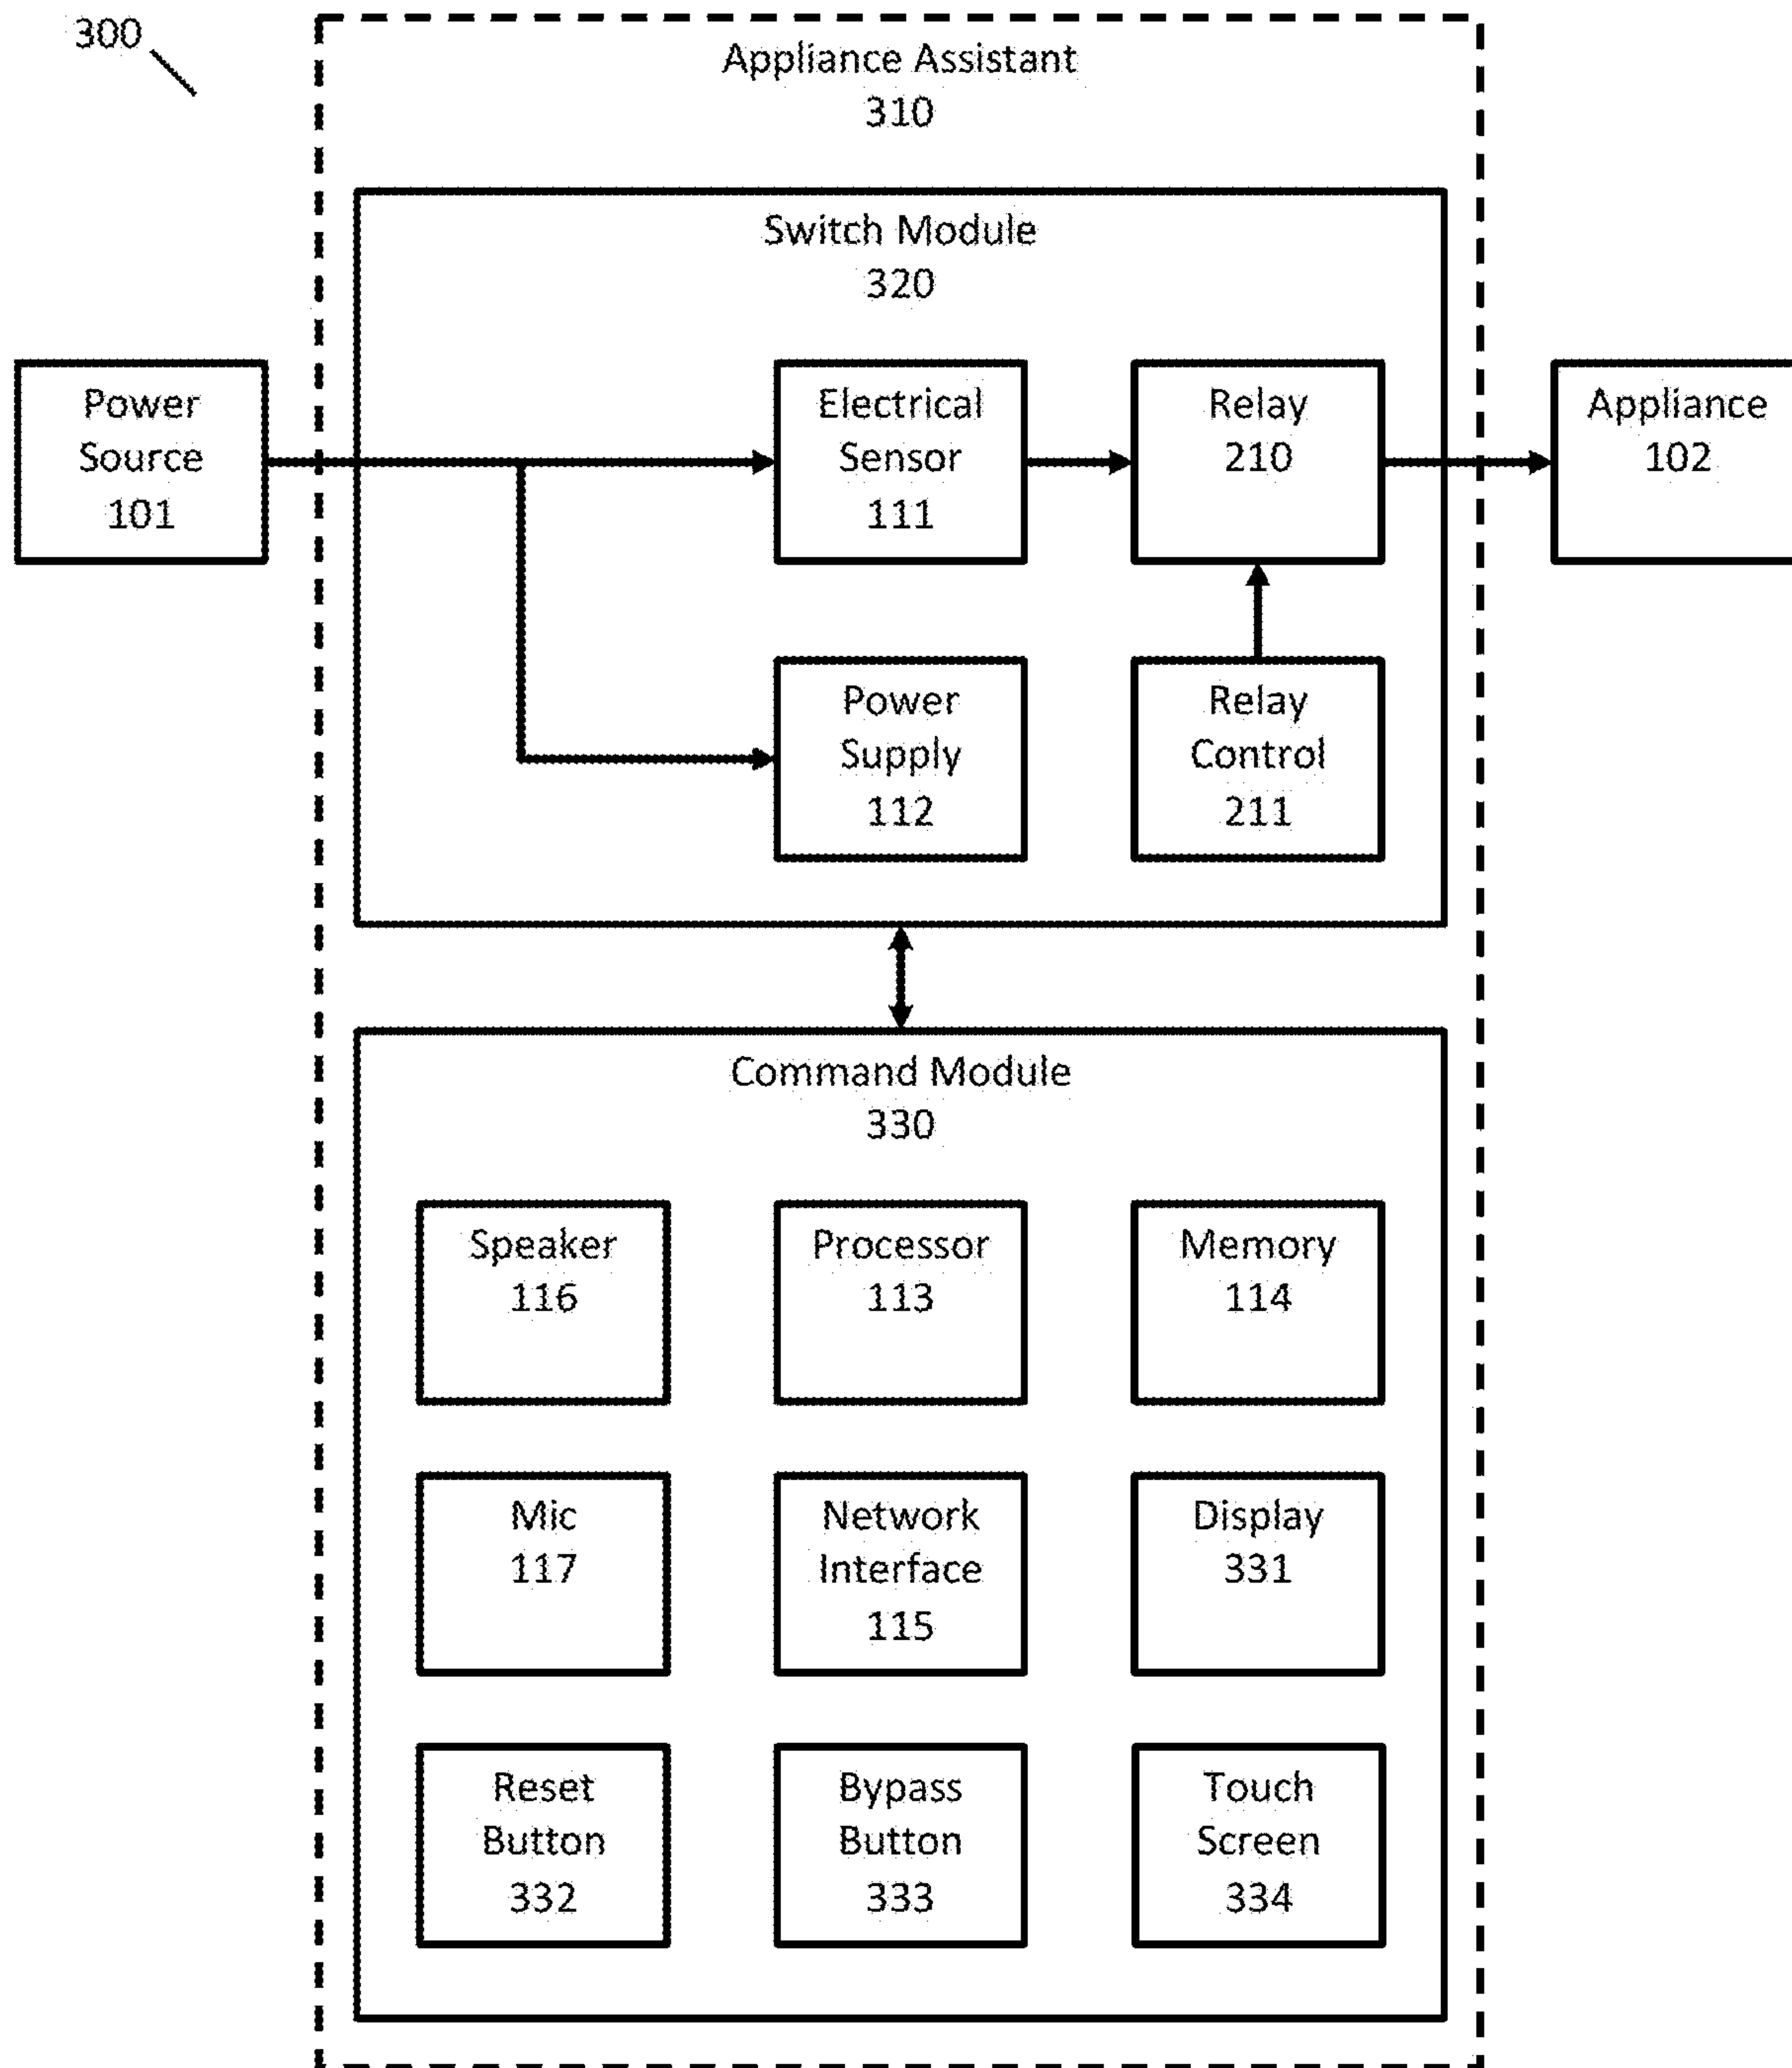 300
Appliance Assistant
310
Switch Module
320
Power
Source
101
Electrical
Sensor
111
Relay
210
Appliance
102
Power
Supply
112
Relay
Control
211
Command Module
330
Speaker
116
Processor
113
Memory
114
Mic
117
Network
Interface
115
Display
331
Reset
Button
332
Bypass
Button
333
Touch
Screen
334